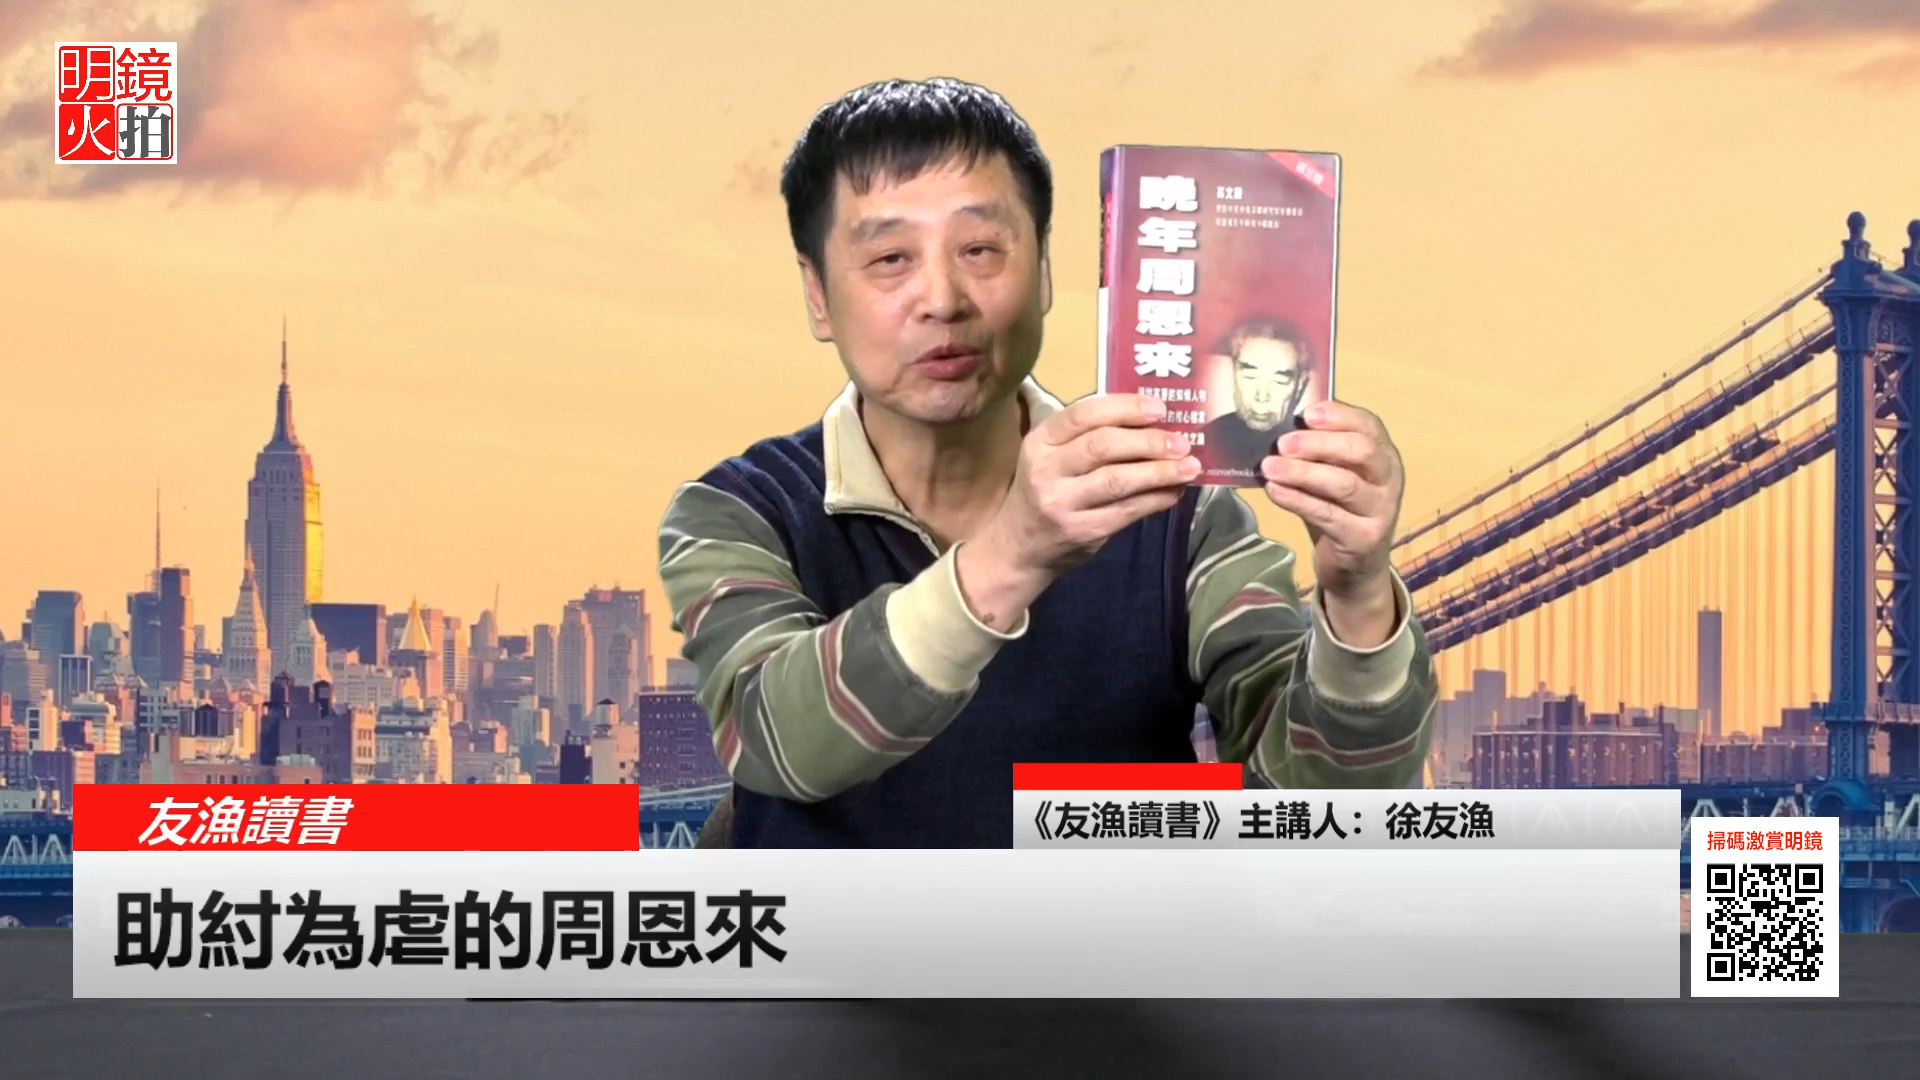 明鏡
火拍
晚年周恩來
高文謙
友漁讀書
《友漁讀書》主講人：徐友漁
助紂為虐的周恩來
掃碼激賞明鏡